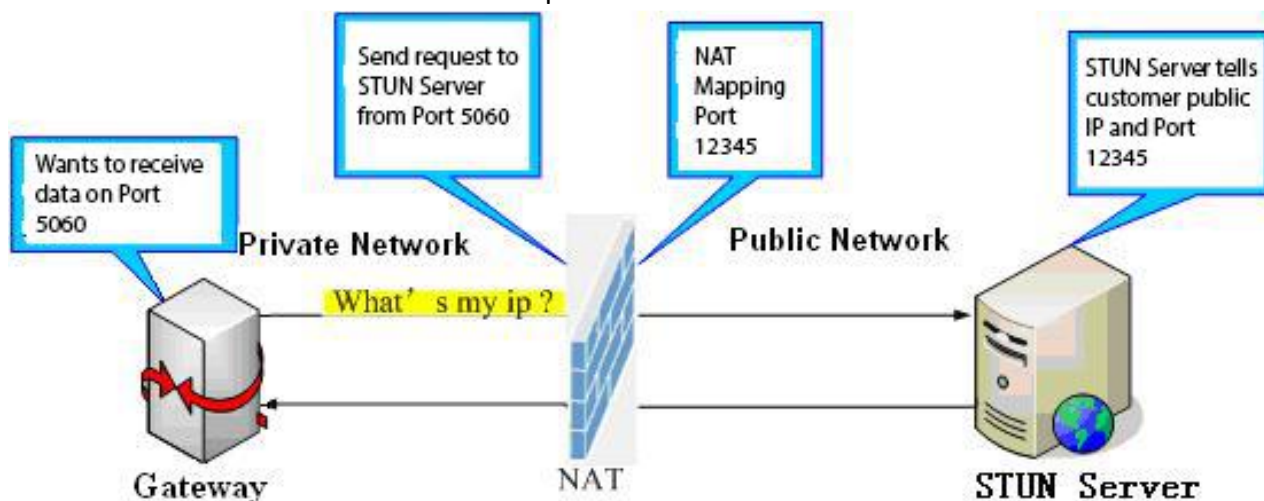 Send request to
STUN Server
from Port 5060
NAT
Mapping
Port
12345
STUN Server tells
customer public
IP and Port
12345
Wants to receive
data on Port
5060
Private Network
Public Network
What’s my ip ?
Gateway
NAT
STUN Server